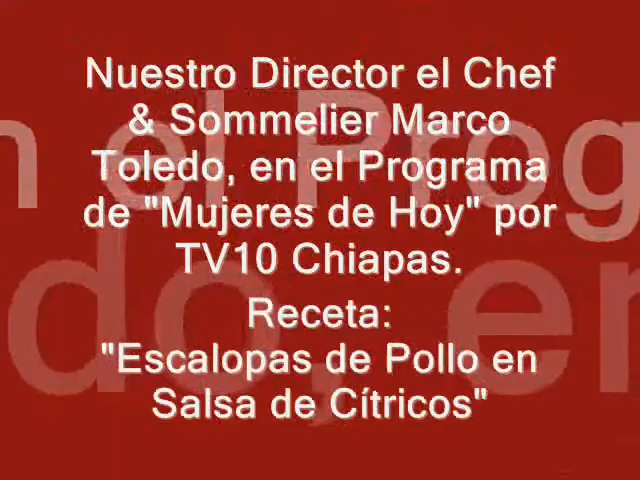 Nuestro Director el Chef
& Sommelier Marco
Toledo, en el Programa
de "Mujeres de Hoy" por
TV10 Chiapas.
Receta:
"Escalopas de Pollo en
Salsa de Cítricos"